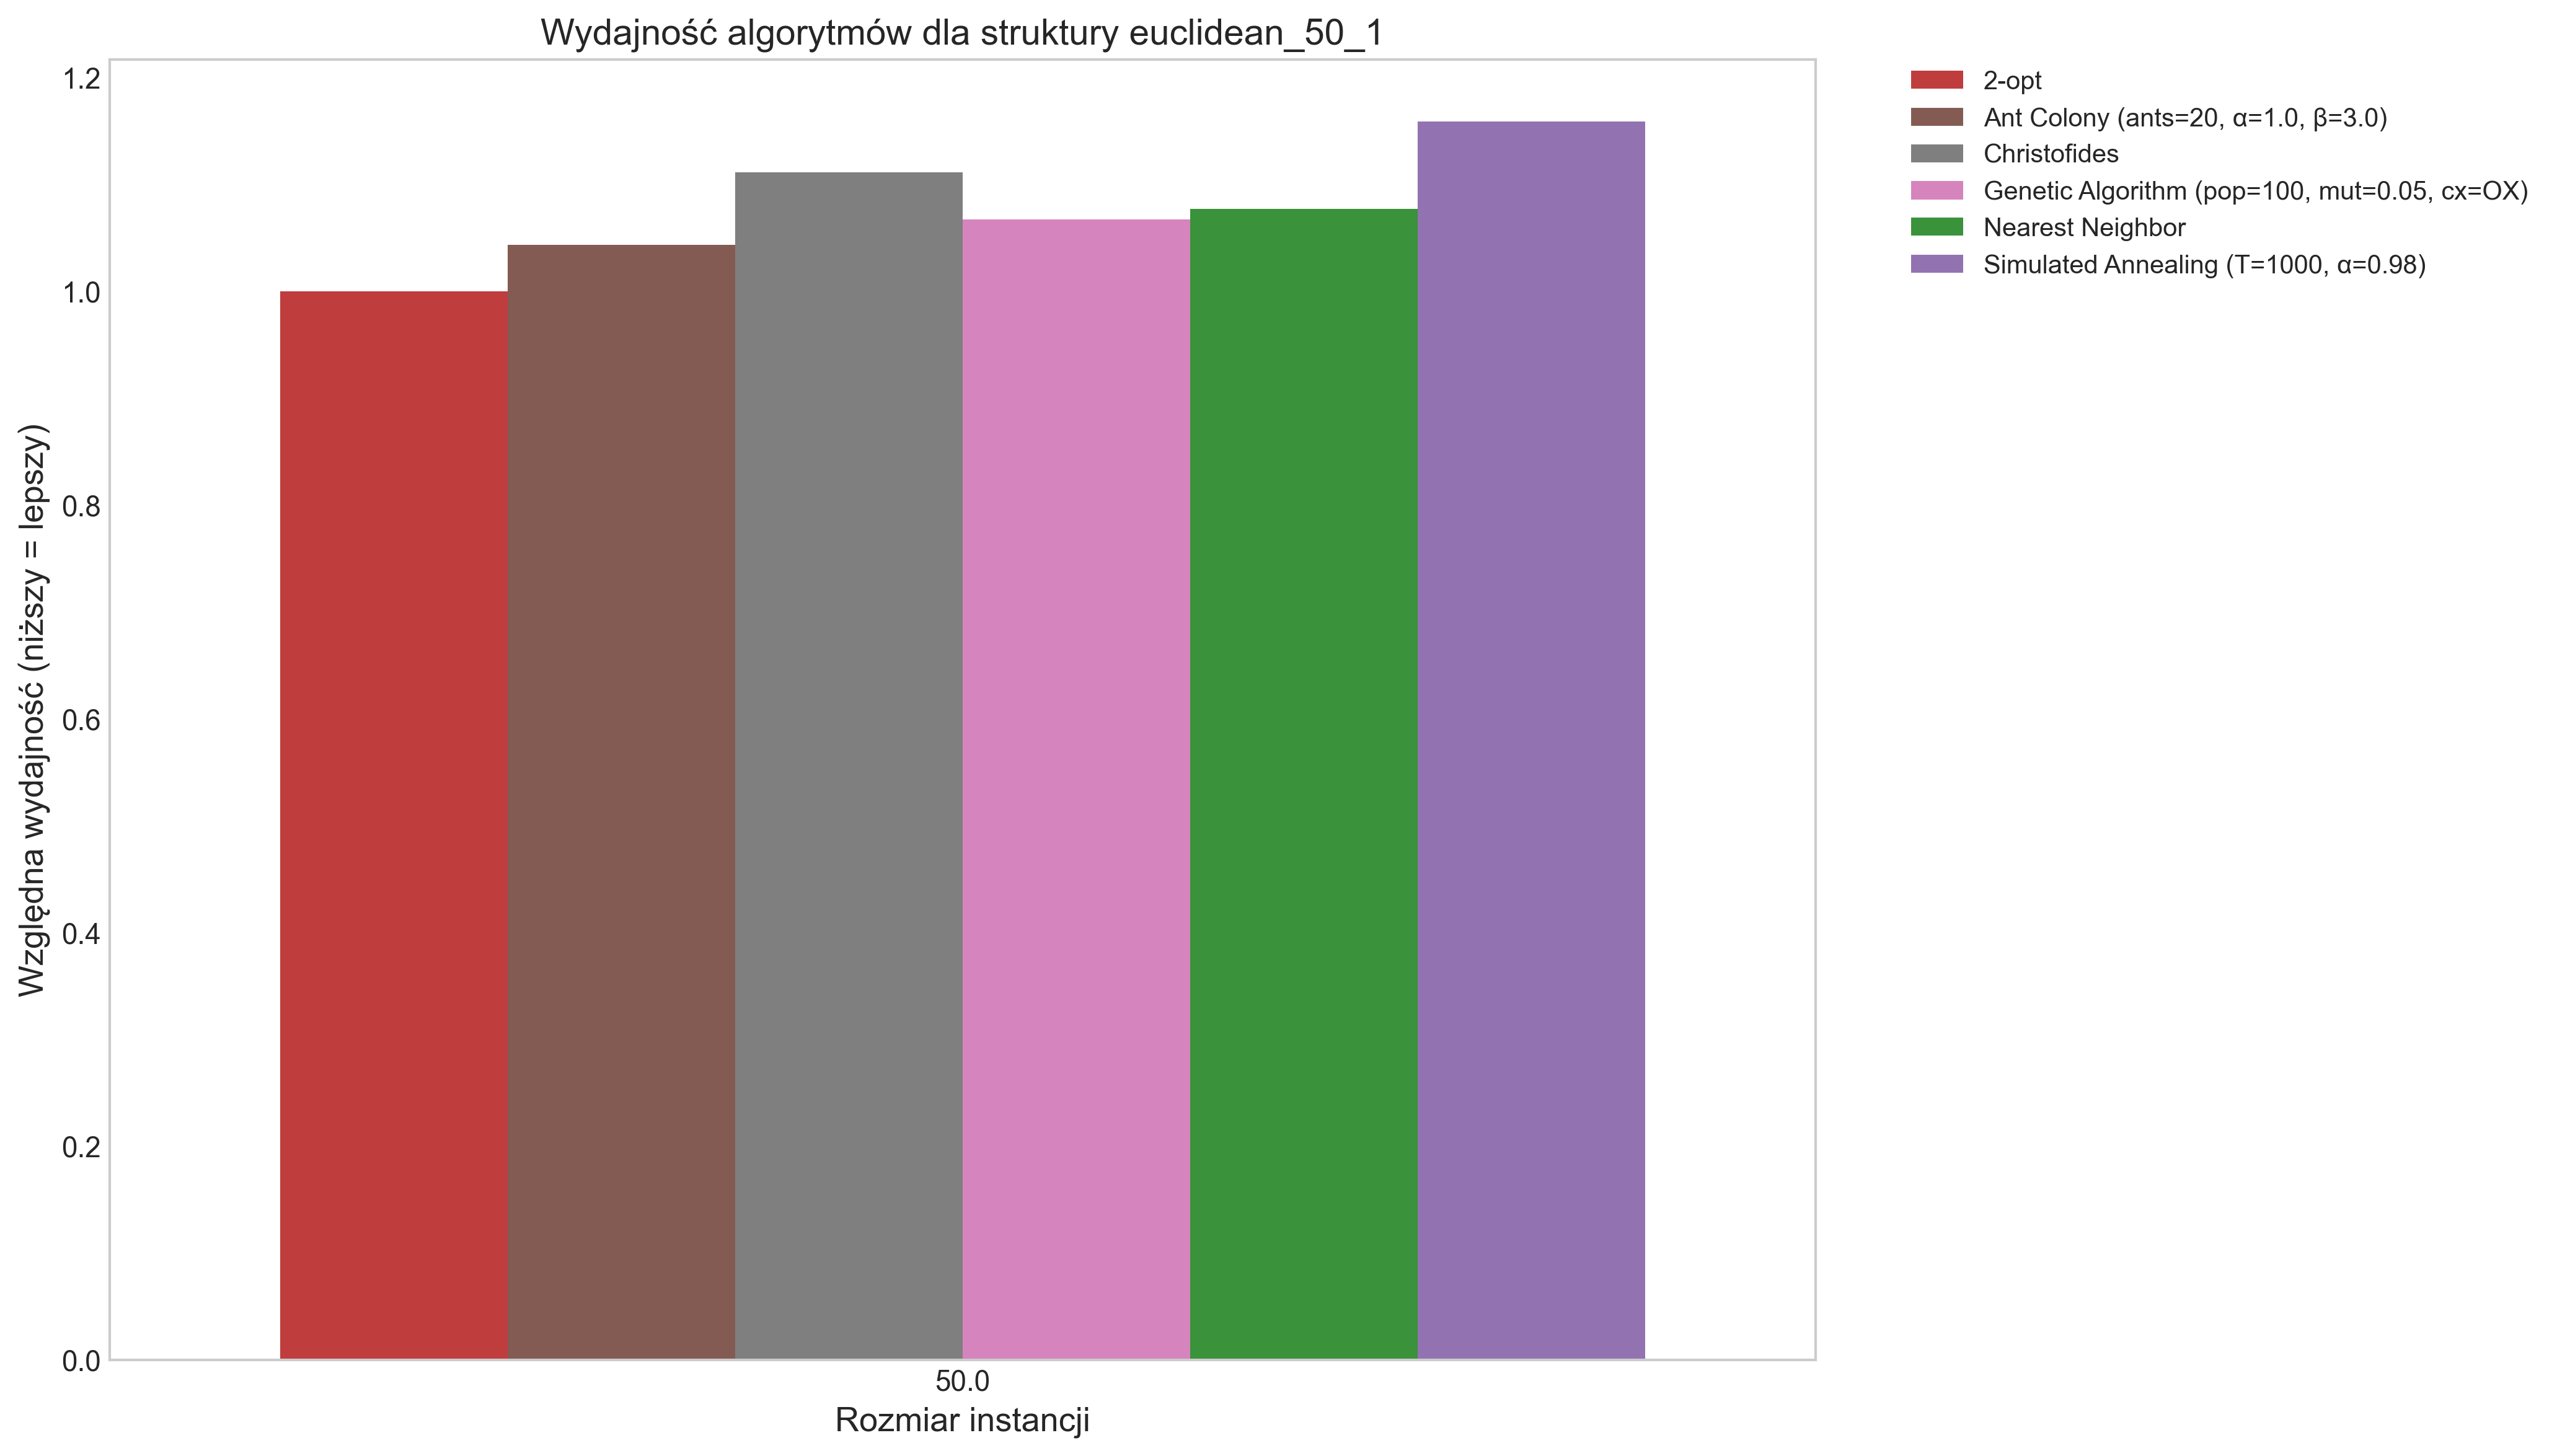 Wydajność algorytmów dla struktury euclidean_50_1
1.2
1.0
0.8
0.6
0.4
0.2
0.0
Względna wydajność (niższy = lepszy)
50.0
Rozmiar instancji
2-opt
Ant Colony (ants=20, α=1.0, β=3.0)
Christofides
Genetic Algorithm (pop=100, mut=0.05, cx=OX)
Nearest Neighbor
Simulated Annealing (T=1000, α=0.98)